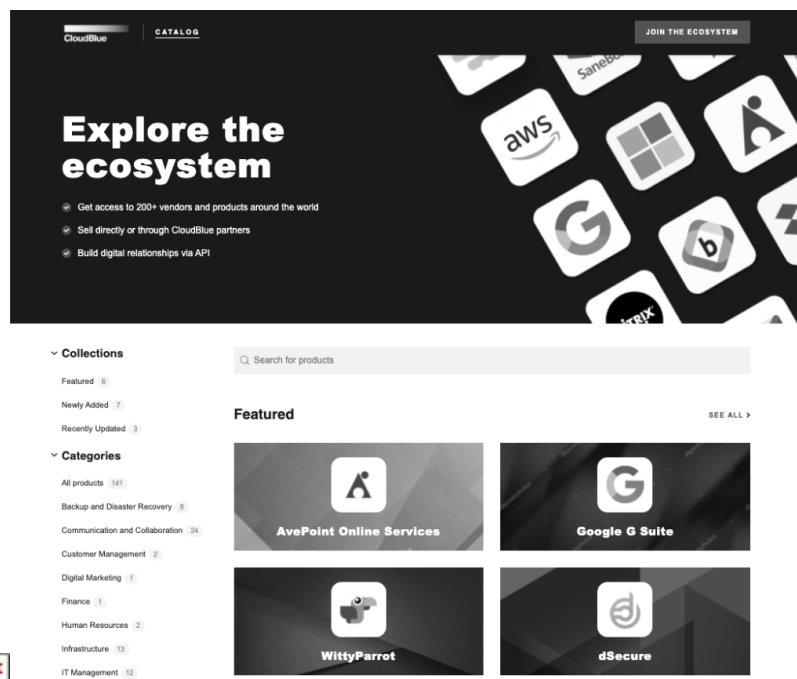 CloudBlue
CATALOG
JOIN THE ECOSYSTEM
Explore the
ecosystem
Get access to 200+ vendors and products around the world
Sell directly or through CloudBlue partners
Build digital relationships via API
aws
Collections
Featured 6
Newly Added 7
Recently Updated 3
Categories
All products 141
Backup and Disaster Recovery 8
Communication and Collaboration 24
Customer Management 2
Digital Marketing 1
Finance 1
Human Resources 2
Infrastructure 13
IT Management 12
Search for products
Featured
SEE ALL
AvePoint Online Services
Google G Suite
WittyParrot
dSecure